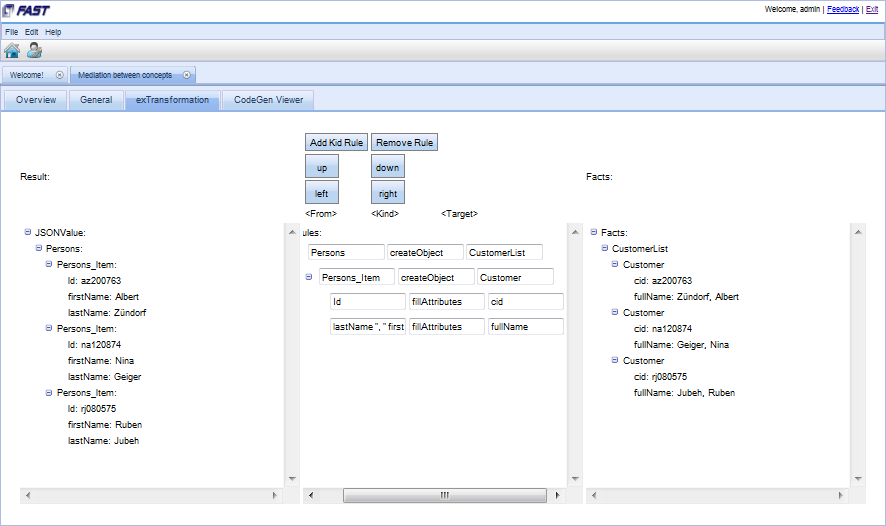 FAST
Welcome, admin | Feedback | Exit
File Edit Help
Welcome! Mediation between concepts
Overview General exTransformation CodeGen Viewer
Add Kid Rule Remove Rule
up down
left right
Result:
<From> <Kind> <Target>
Facts:
JSONValue:
Persons:
Persons_Item:
Id: az200763
firstName: Albert
lastName: Zündorf
Persons_Item:
Id: na120874
firstName: Nina
lastName: Geiger
Persons_Item:
Id: rj080575
firstName: Ruben
lastName: Jubeh
ules:
Persons createObject CustomerList
Persons_Item createObject Customer
Id fillAttributes cid
lastName ", " first fillAttributes fullName
Facts:
CustomerList
Customer
cid: az200763
fullName: Zündorf, Albert
Customer
cid: na120874
fullName: Geiger, Nina
Customer
cid: rj080575
fullName: Jubeh, Ruben